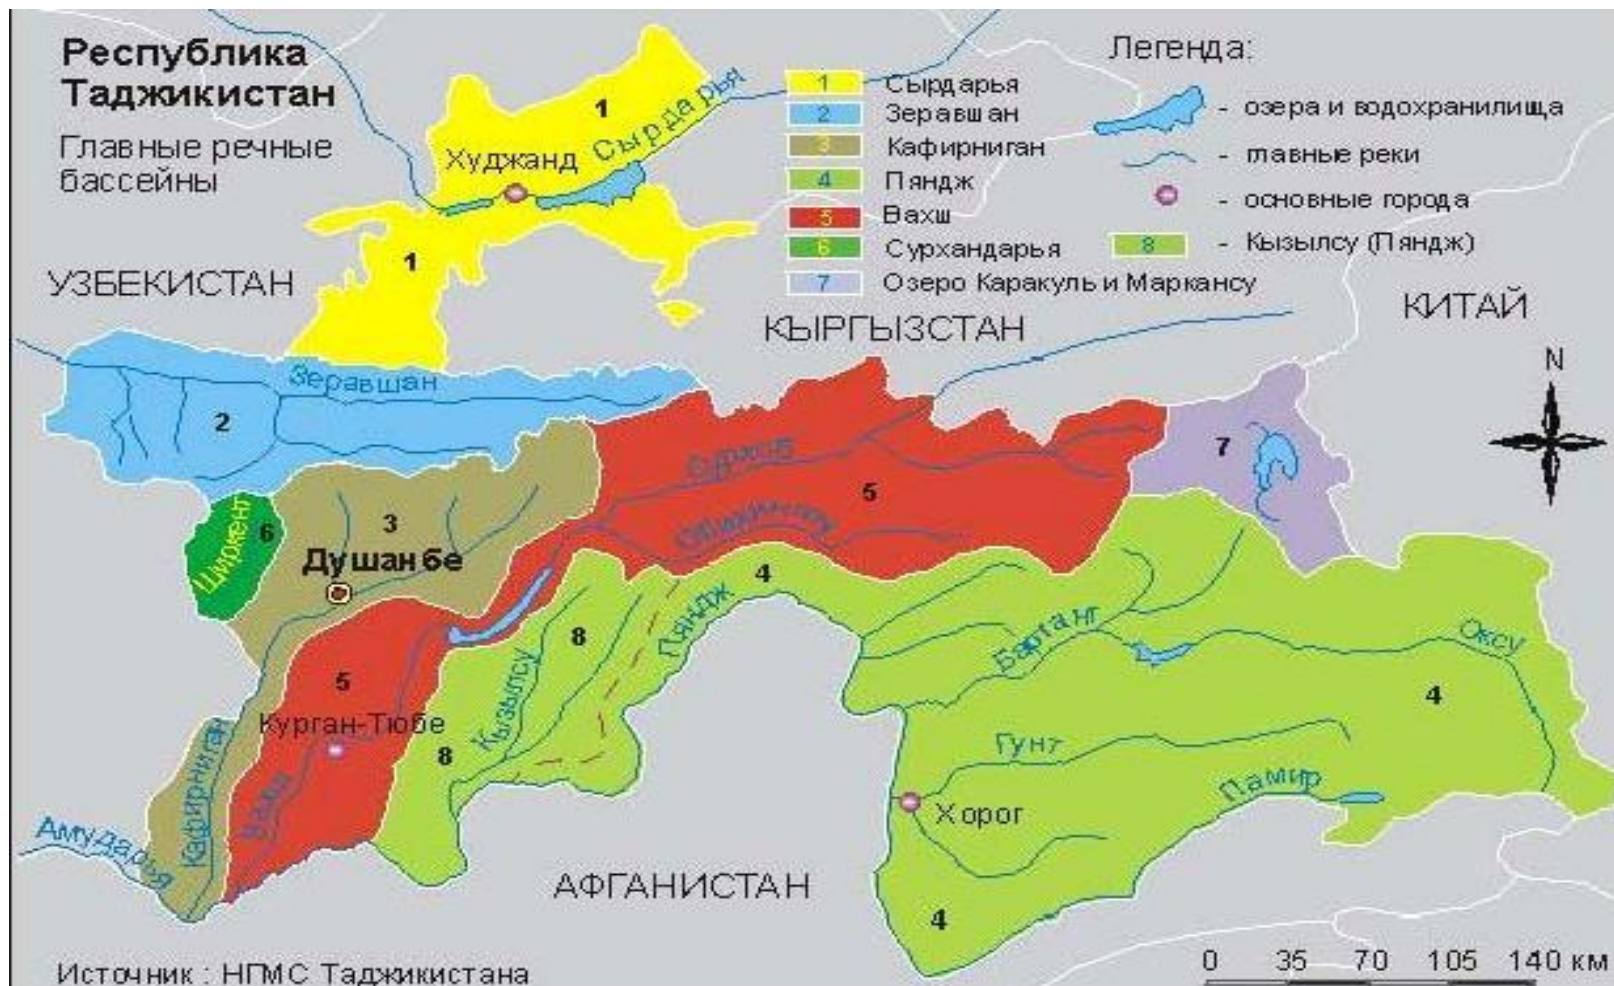 Республика
Таджикистан
Главные речные
бассейны
1 Сырдарья
2 Зеравшан
3 Кафирниган
4 Пяндж
5 Вахш
6 Сурхандарья
7 Озеро Каракуль и Маркансу
Легенда:
- озера и водохранилища
- главные реки
- основные города
8 - Кызылсу (Пяндж)
1
Сырдарья
Худжанд
1
УЗБЕКИСТАН
КЫРГЫЗСТАН
КИТАЙ
N
Зеравшан
2
7
Сурхоб
5
6
3
Душанбе
Обихингоу
4
8
Пяндж
Бартанг
Оксу
Кызылсу
5
4
Курган-Тюбе
8
Гунт
Памир
Кафирниган
Вахш
Хорог
Амударья
АФГАНИСТАН
4
0 35 70 105 140 км
Источник : НГМС Таджикистана